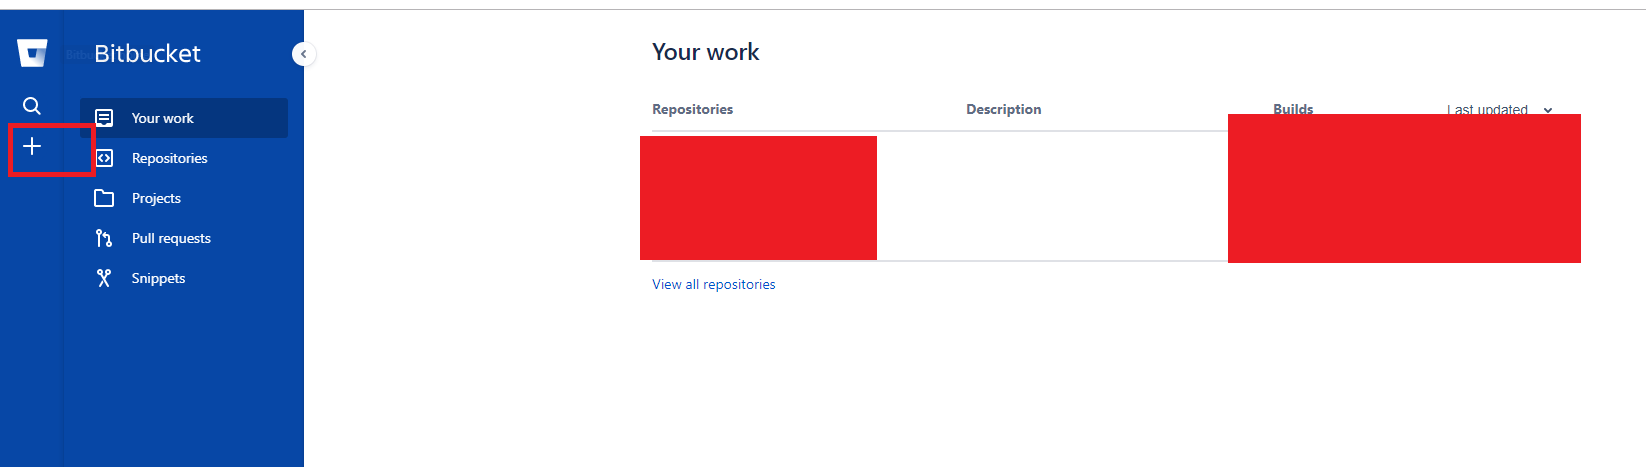 Bitbucket
Your work
Repositories
Projects
Pull requests
Snippets
Your work
Repositories Description Builds Last updated
View all repositories